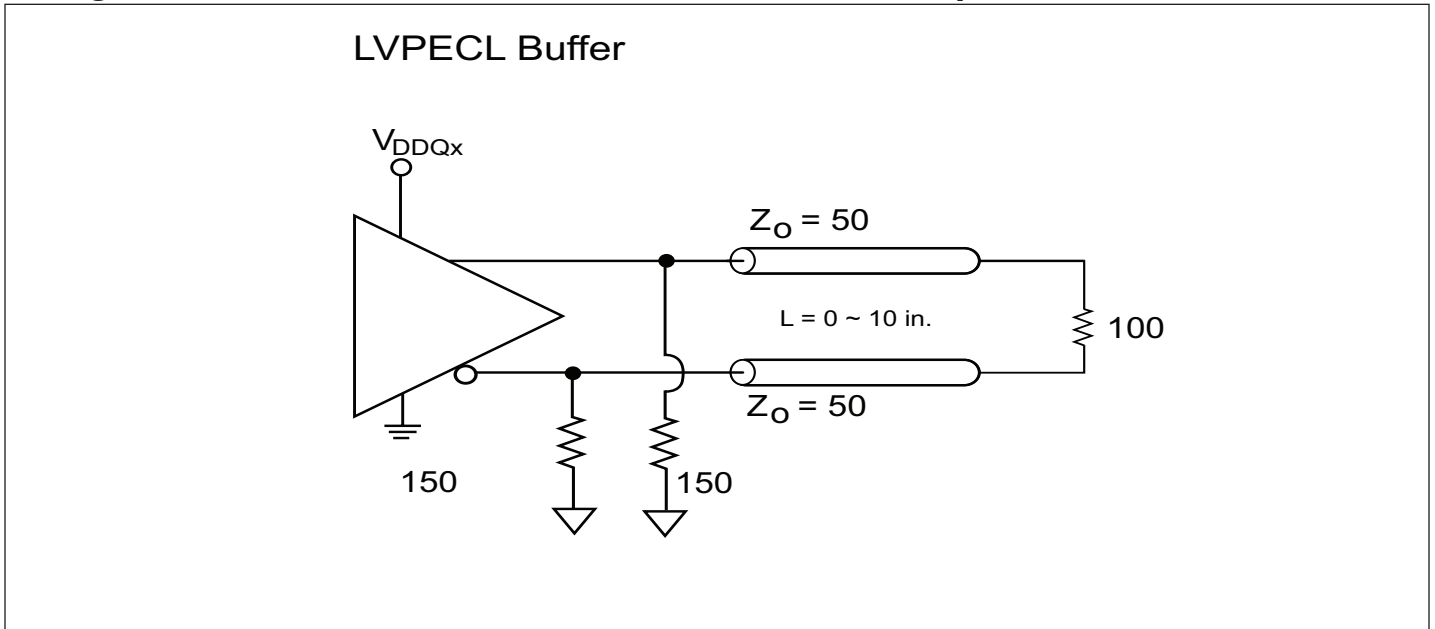 LVPECL Buffer
VDDQx
ZO = 50
L = 0 ~ 10 in.
100
ZO = 50
150
150